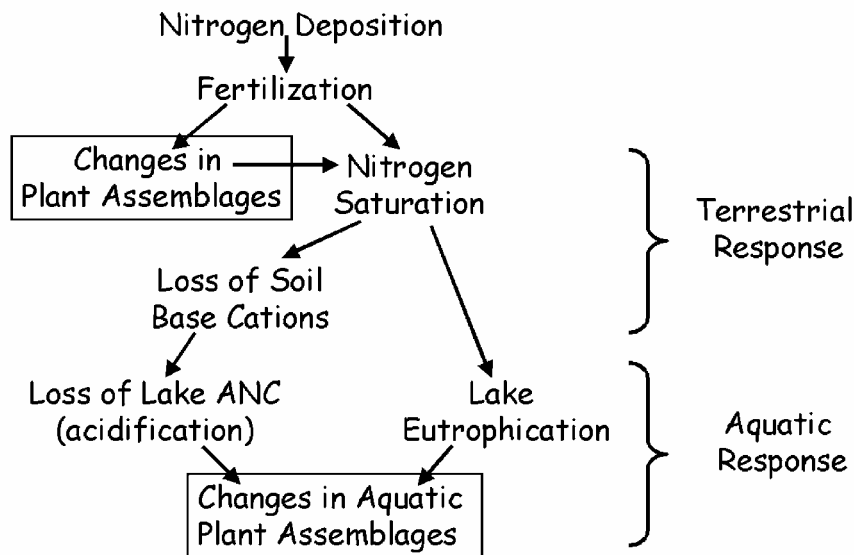 Nitrogen Deposition
Fertilization
Changes in
Plant Assemblages
Nitrogen
Saturation
Terrestrial
Response
Loss of Soil
Base Cations
Loss of Lake ANC
(acidification)
Lake
Eutrophication
Aquatic
Response
Changes in Aquatic
Plant Assemblages